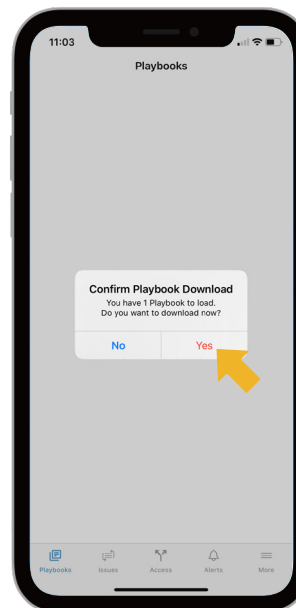 11:03
Playbooks
Confirm Playbook Download
You have 1 Playbook to load.
Do you want to download now?
No Yes
Playbooks Issues Access Alerts More